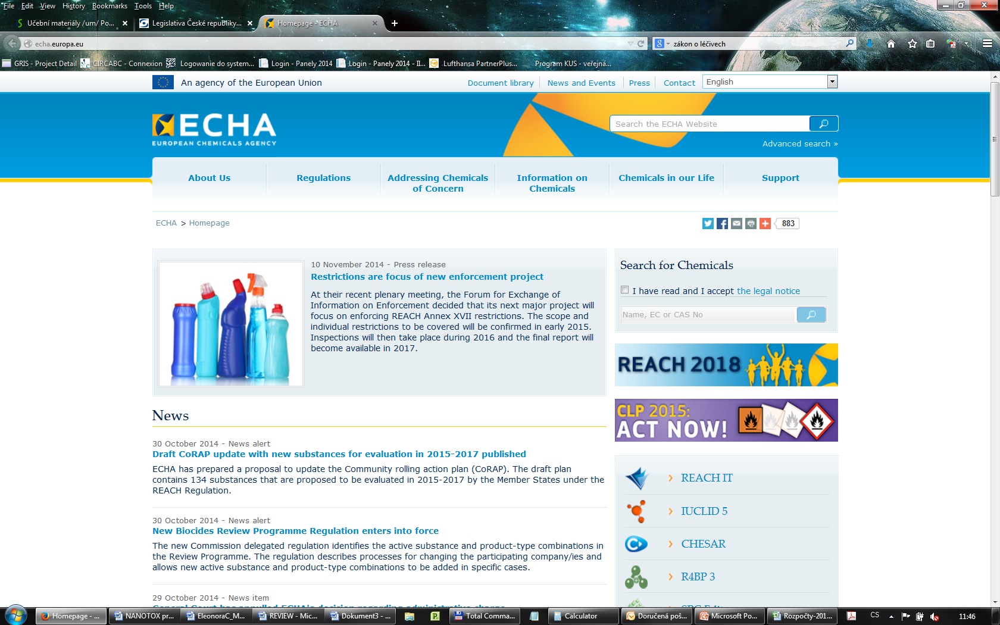 File Edit View History Bookmarks Tools Help
Učební materiály /um/ Po... × Legislativa České republiky... × Homepage - ECHA × +
echa.europa.eu
zákon o léčivech
GRIS - Project Detail CIRCABC - Connexion Logowanie do system... Login - Panely 2014 Login - Panely 2014 - II... Lufthansa PartnerPlus... Program KUS - veřejná...
An agency of the European Union
Document library News and Events Press Contact English
ECHA
EUROPEAN CHEMICALS AGENCY
Search the ECHA Website
Advanced search »
About Us
Regulations
Addressing Chemicals
of Concern
Information on
Chemicals
Chemicals in our Life
Support
ECHA > Homepage
883
10 November 2014 - Press release
Restrictions are focus of new enforcement project
At their recent plenary meeting, the Forum for Exchange of
Information on Enforcement decided that its next major project will
focus on enforcing REACH Annex XVII restrictions. The scope and
individual restrictions to be covered will be confirmed in early 2015.
Inspections will then take place during 2016 and the final report will
become available in 2017.
Search for Chemicals
I have read and I accept the legal notice
Name, EC or CAS No
REACH 2018
CLP 2015:
ACT NOW!
News
30 October 2014 - News alert
Draft CoRAP update with new substances for evaluation in 2015-2017 published
ECHA has prepared a proposal to update the Community rolling action plan (CoRAP). The draft plan
contains 134 substances that are proposed to be evaluated in 2015-2017 by the Member States under the
REACH Regulation.
30 October 2014 - News alert
New Biocides Review Programme Regulation enters into force
The new Commission delegated regulation identifies the active substance and product-type combinations in
the Review Programme. The regulation describes processes for changing the participating company/ies and
allows new active substance and product-type combinations to be added in specific cases.
29 October 2014 - News item
General Court has annulled ECHA's decision regarding administrative charge
REACH IT
IUCLID 5
CHESAR
R4BP 3
Homepage - ... NANOTOX pr... EleonoraC_M... REVIEW - Mic... Dokument3 - ... Total Comma... Calculator Doručená poš... Microsoft Po... Rozpočty-201... CS 11:46